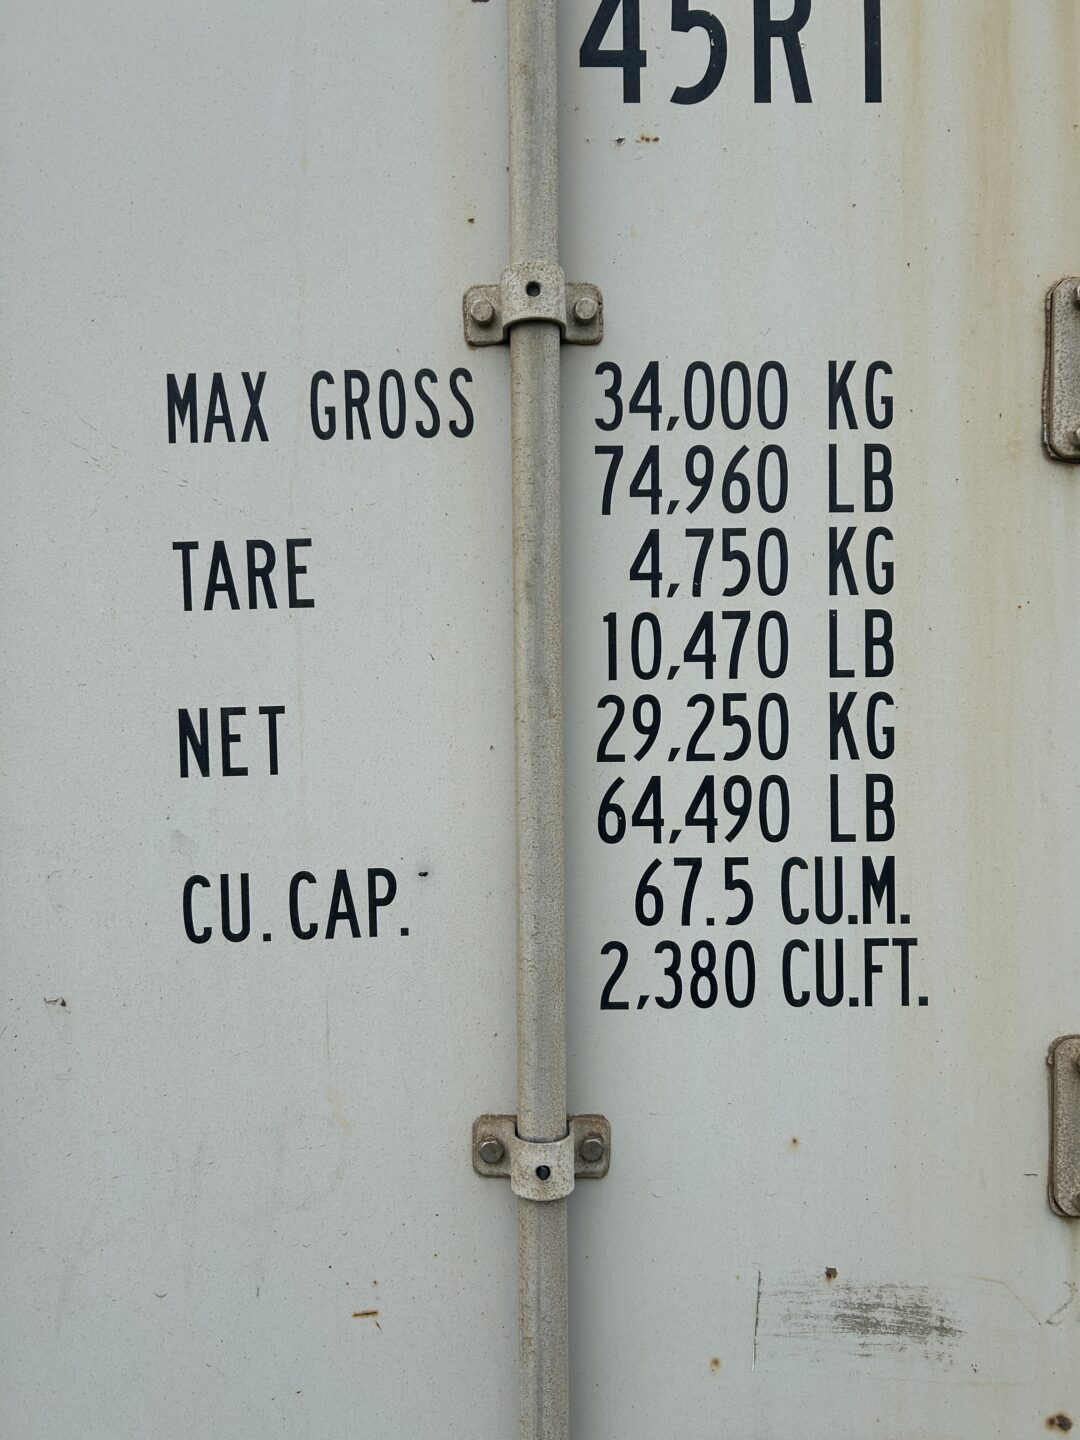 45R1
MAX GROSS 34,000 KG
74,960 LB
TARE 4,750 KG
10,470 LB
NET 29,250 KG
64,490 LB
CU.CAP. 67.5 CU.M.
2,380 CU.FT.